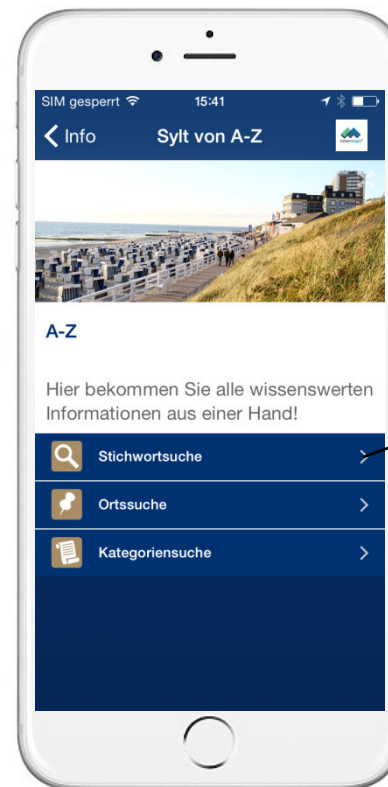 SIM gesperrt 15:41
Info Sylt von A-Z
A-Z
Hier bekommen Sie alle wissenswerten
Informationen aus einer Hand!
Stichwortsuche
Ortssuche
Kategoriensuche